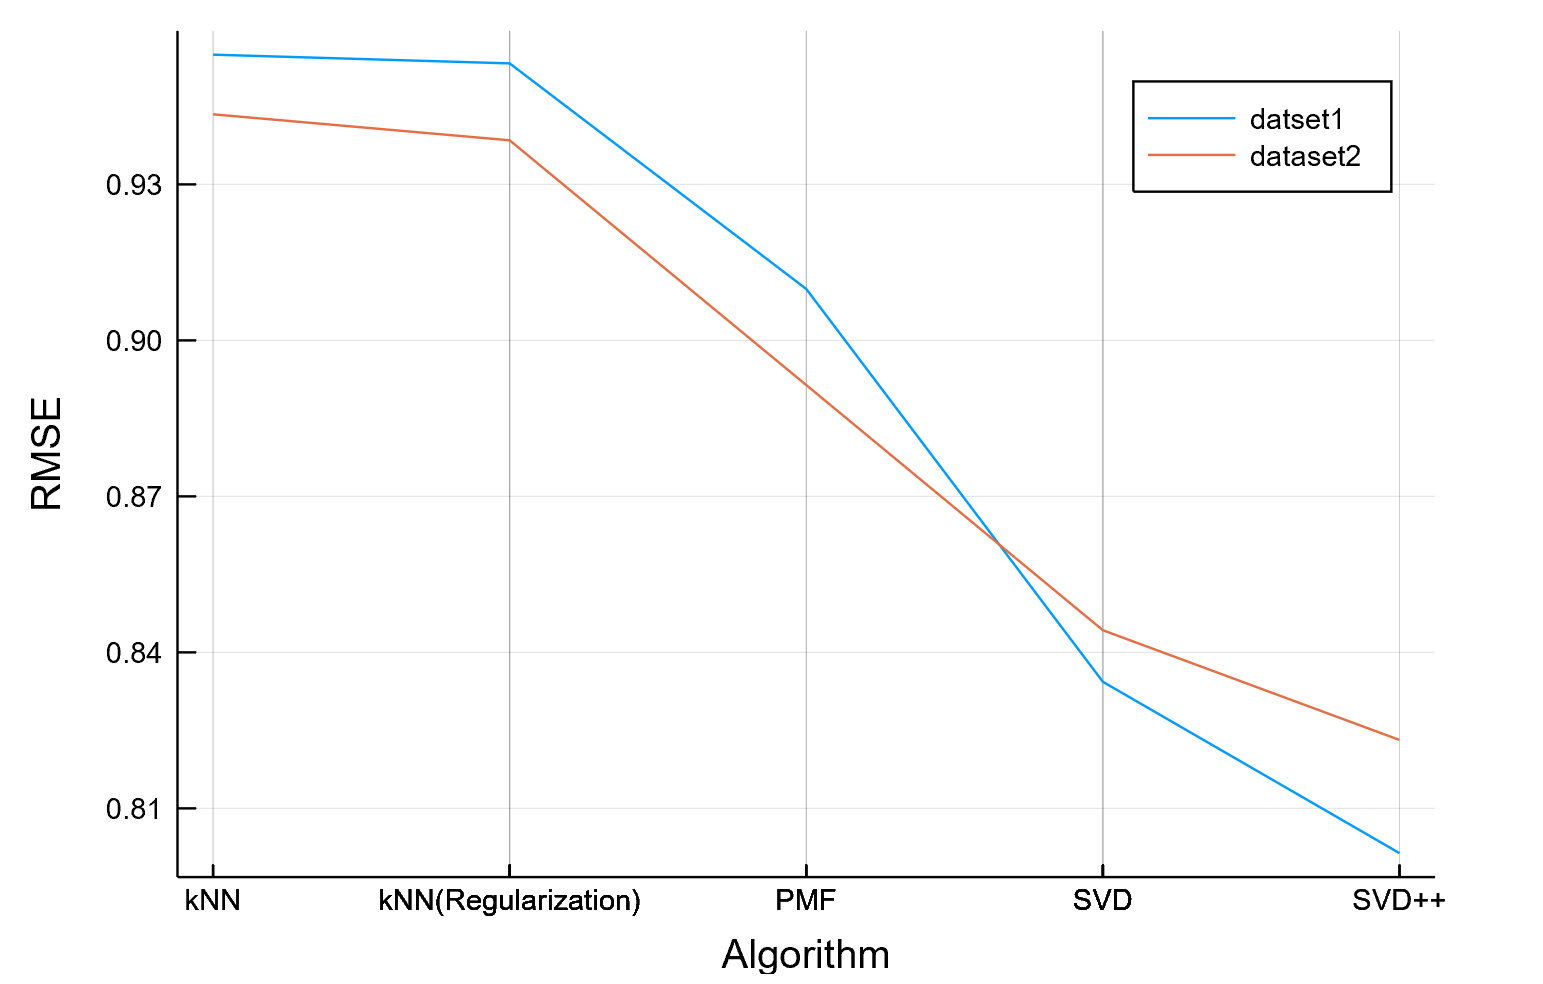 datset1
dataset2
0.93
0.90
0.87
0.84
0.81
RMSE
kNN kNN(Regularization) PMF SVD SVD++
Algorithm